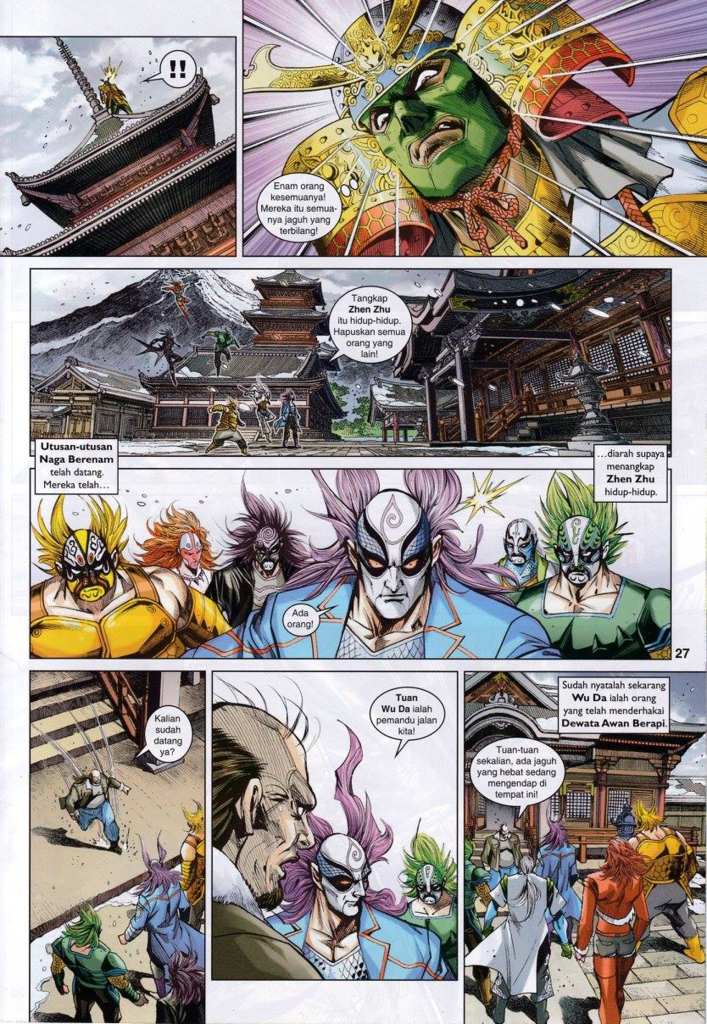 !!
Enam orang
kesemuanya!
Mereka itu semua-
nya jaguh yang
terbilang!
Tangkap
Zhen Zhu
itu hidup-hidup.
Hapuskan semua
orang yang
lain!
Utusan-utusan
Naga Berenam
telah datang.
Mereka telah...
...diarah supaya
menangkap
Zhen Zhu
hidup-hidup.
Ada
orang!
27
Kalian
sudah
datang
ya?
Tuan
Wu Da ialah
pemandu jalan
kita!
Sudah nyatalah sekarang
Wu Da ialah orang
yang telah menderhakai
Dewata Awan Berapi.
Tuan-tuan
sekalian, ada jaguh
yang hebat sedang
mengendap di
tempat ini!